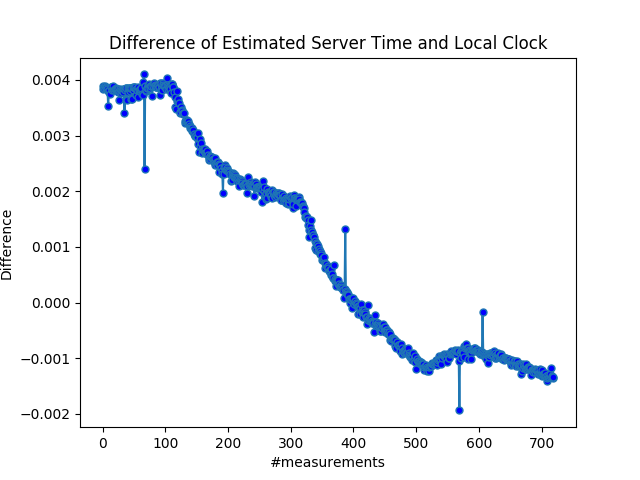 Difference of Estimated Server Time and Local Clock
0.004
0.003
0.002
0.001
0.000
−0.001
−0.002
Difference
0 100 200 300 400 500 600 700
#measurements